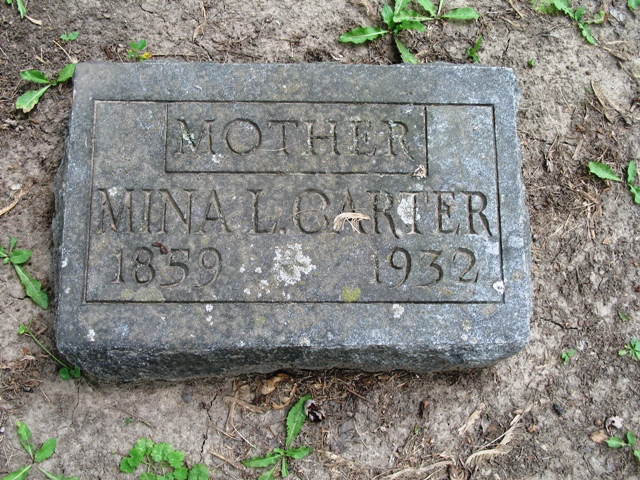 MOTHER
MINA L. CARTER
1859 1932